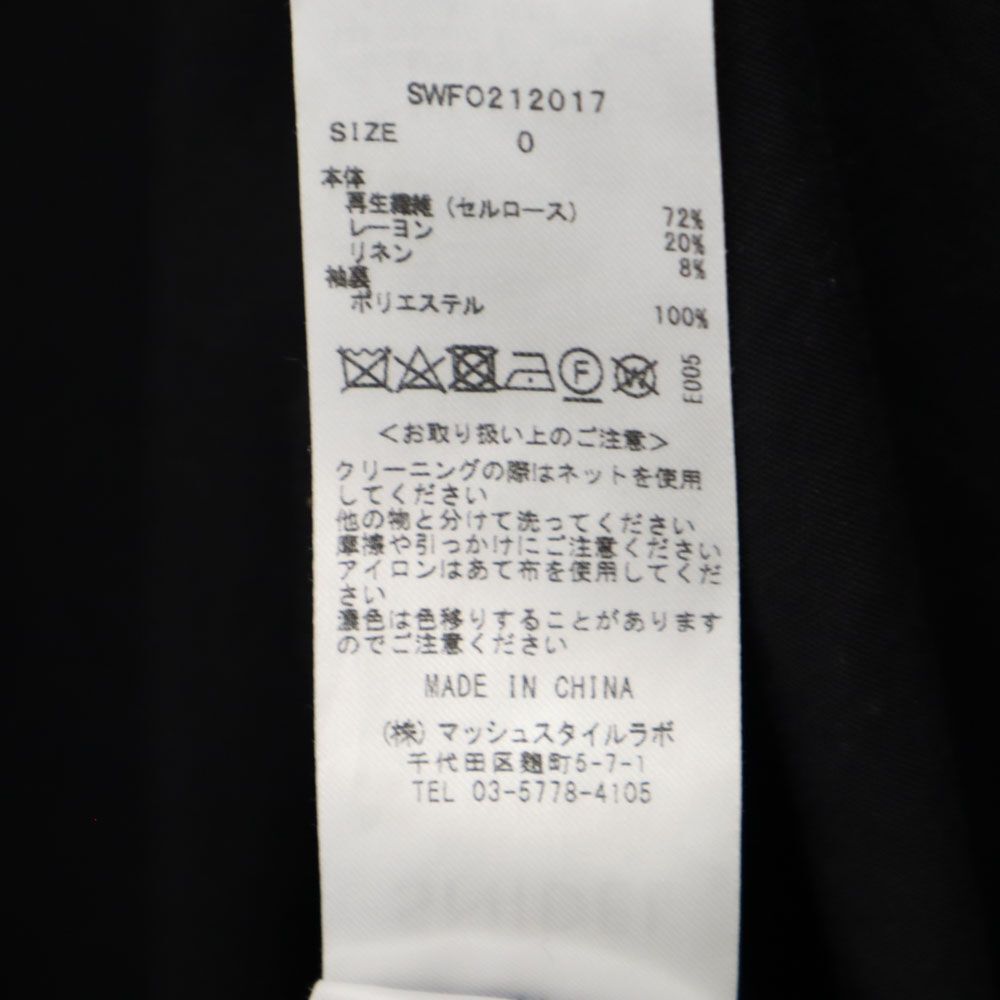 SWFO212017
SIZE 0
本体
再生繊維(セルロース) 72%
レーヨン 20%
リネン 8%
袖裏
ポリエステル 100%
F
W
E005
<お取り扱い上のご注意>
クリーニングの際はネットを使用
してください
他の物と分けて洗ってください
摩擦や引っかけにご注意ください
アイロンはあて布を使用してくだ
さい
濃色は色移りすることがあります
のでご注意ください
MADE IN CHINA
(株)マッシュスタイルラボ
千代田区麹町5-7-1
TEL 03-5778-4105